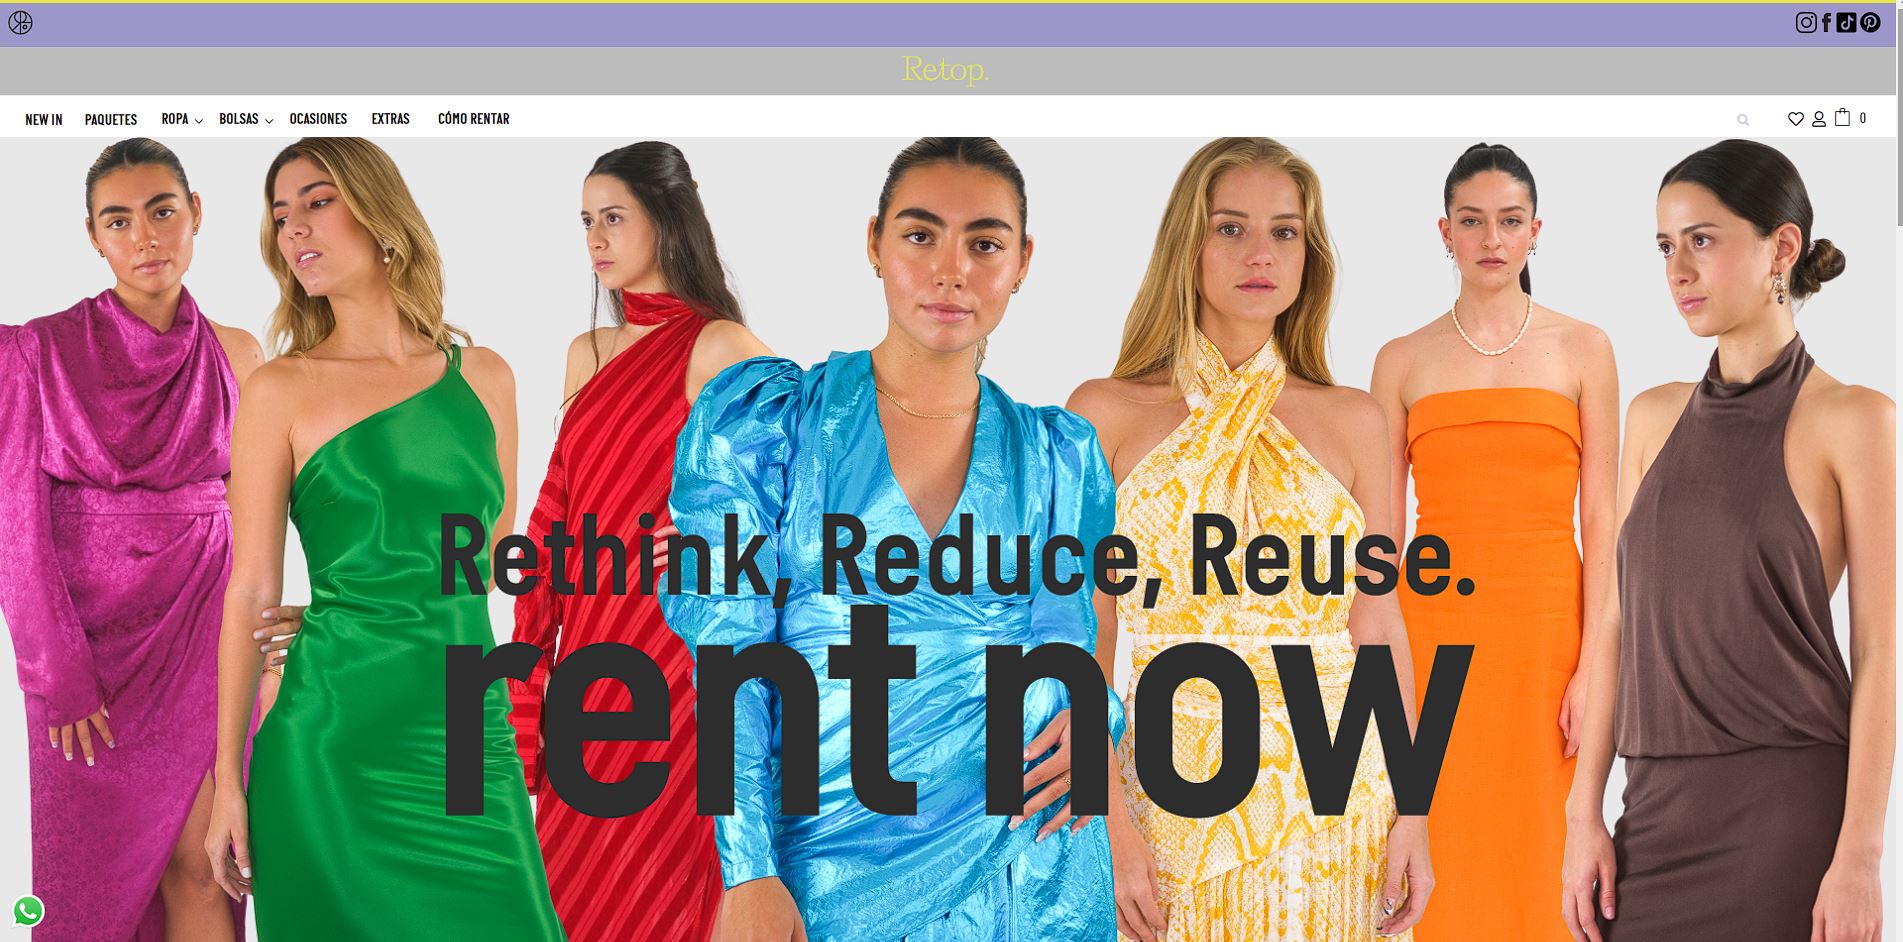 Retop.
NEW IN PAQUETES ROPA BOLSAS OCASIONES EXTRAS CÓMO RENTAR 0
Rethink, Reduce, Reuse.
rent now